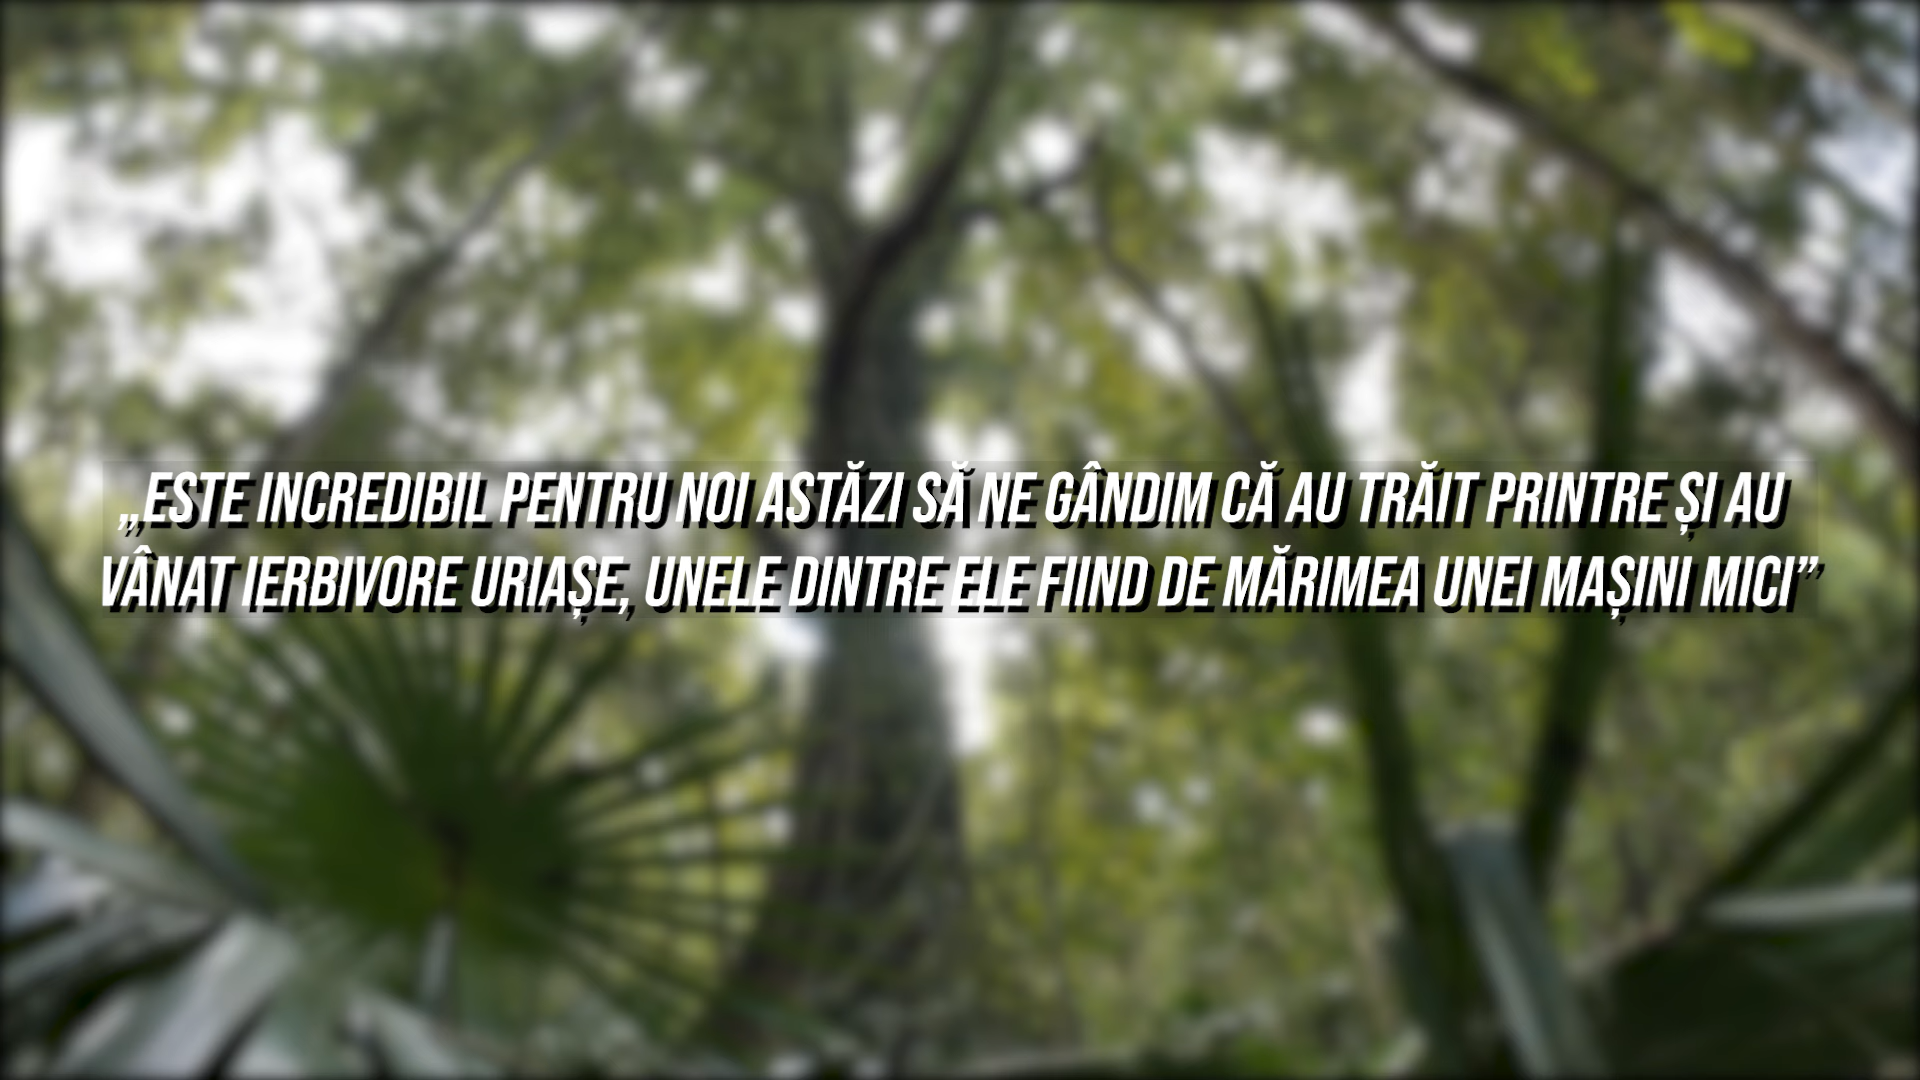 „ESTE INCREDIBIL PENTRU NOI ASTĂZI SĂ NE GÂNDIM CĂ AU TRĂIT PRINTRE ȘI AU
VÂNAT IERBIVORE URIAȘE, UNELE DINTRE ELE FIIND DE MĂRIMEA UNEI MAȘINI MICI”